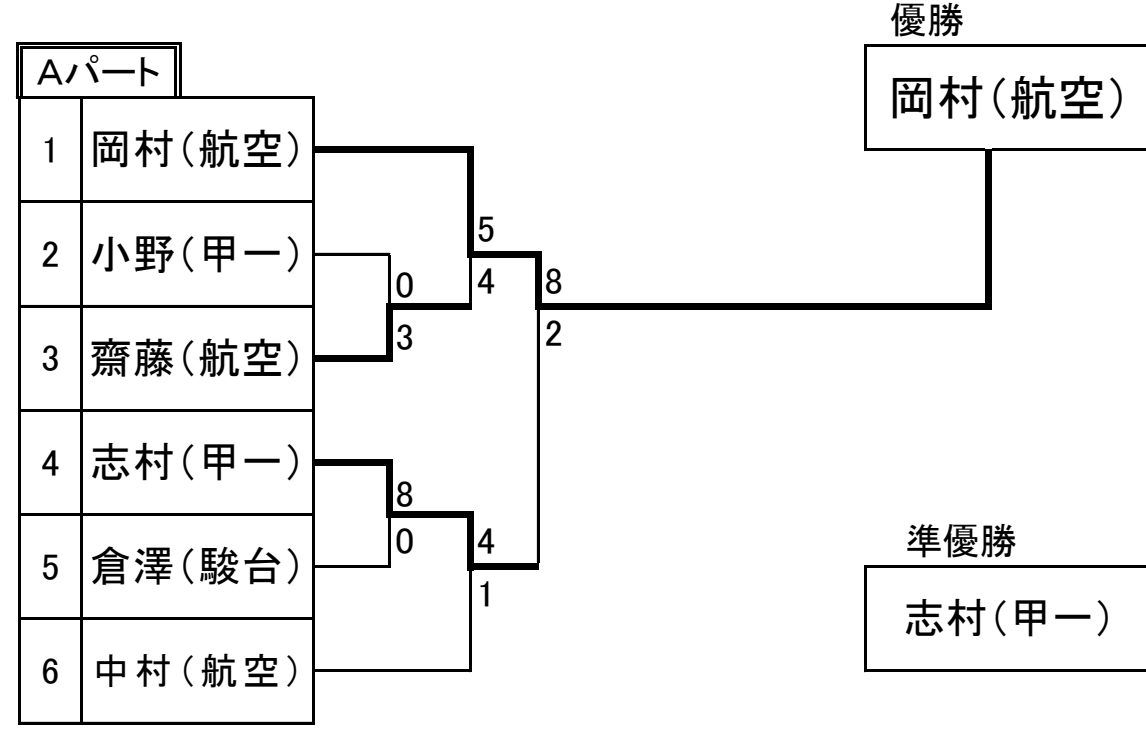 優勝
Aパート
岡村(航空)
1 岡村(航空)
5
2 小野(甲一)
0
4
8
3
2
3 齋藤(航空)
4 志村(甲一)
8
0
4
準優勝
5 倉澤(駿台)
1
志村(甲一)
6 中村(航空)